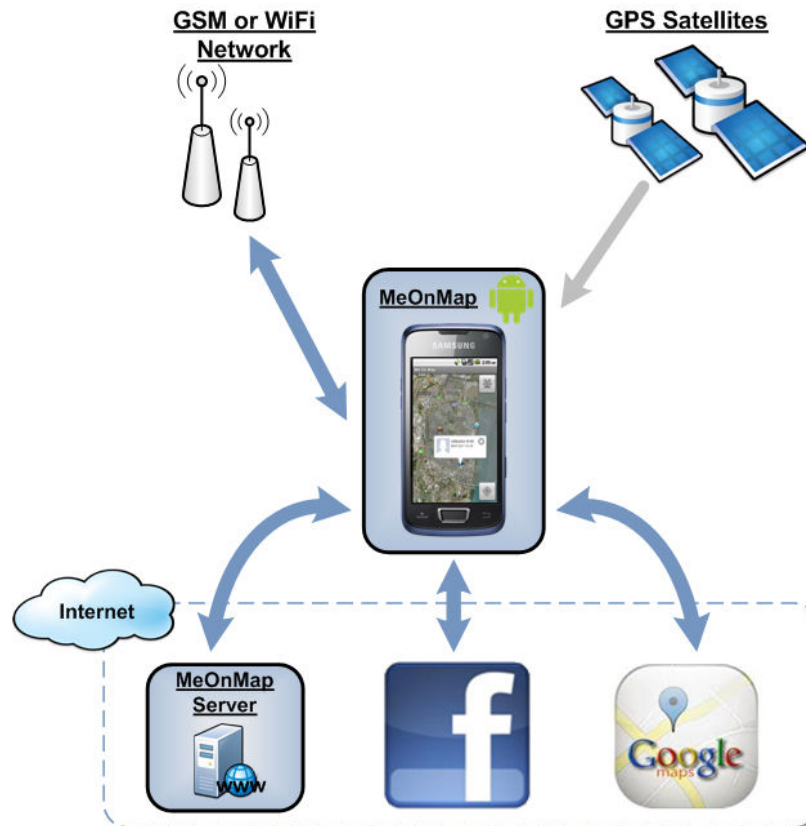 GSM or WiFi
Network
GPS Satellites
MeOnMap
SAMSUNG
Internet
MeOnMap
Server
www
f
Google
maps